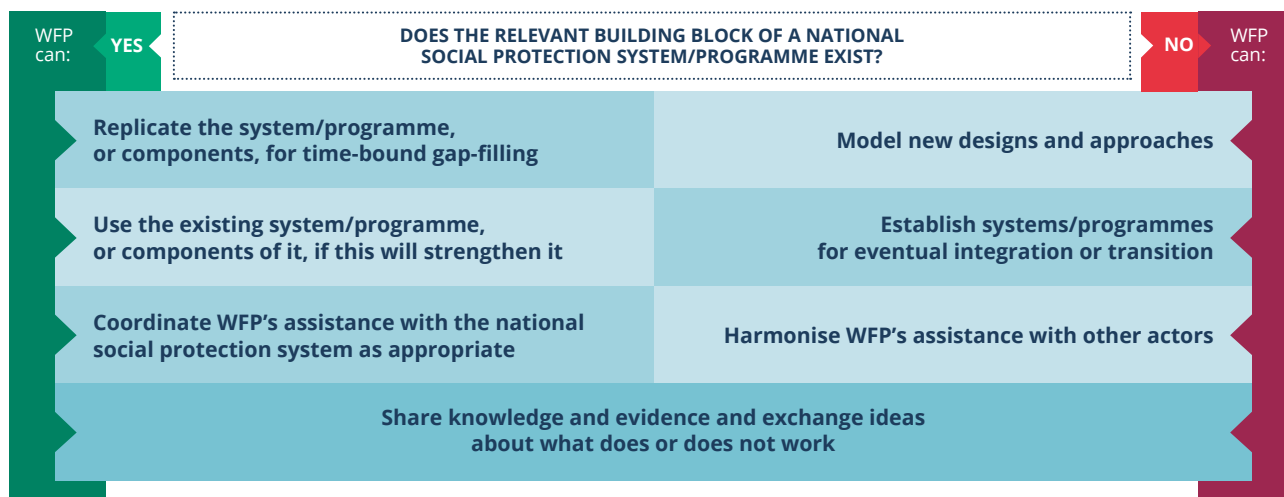 WFP
can:
YES
DOES THE RELEVANT BUILDING BLOCK OF A NATIONAL
SOCIAL PROTECTION SYSTEM/PROGRAMME EXIST?
NO
WFP
can:
Replicate the system/programme,
or components, for time-bound gap-filling
Model new designs and approaches
Use the existing system/programme,
or components of it, if this will strengthen it
Establish systems/programmes
for eventual integration or transition
Coordinate WFP’s assistance with the national
social protection system as appropriate
Harmonise WFP’s assistance with other actors
Share knowledge and evidence and exchange ideas
about what does or does not work